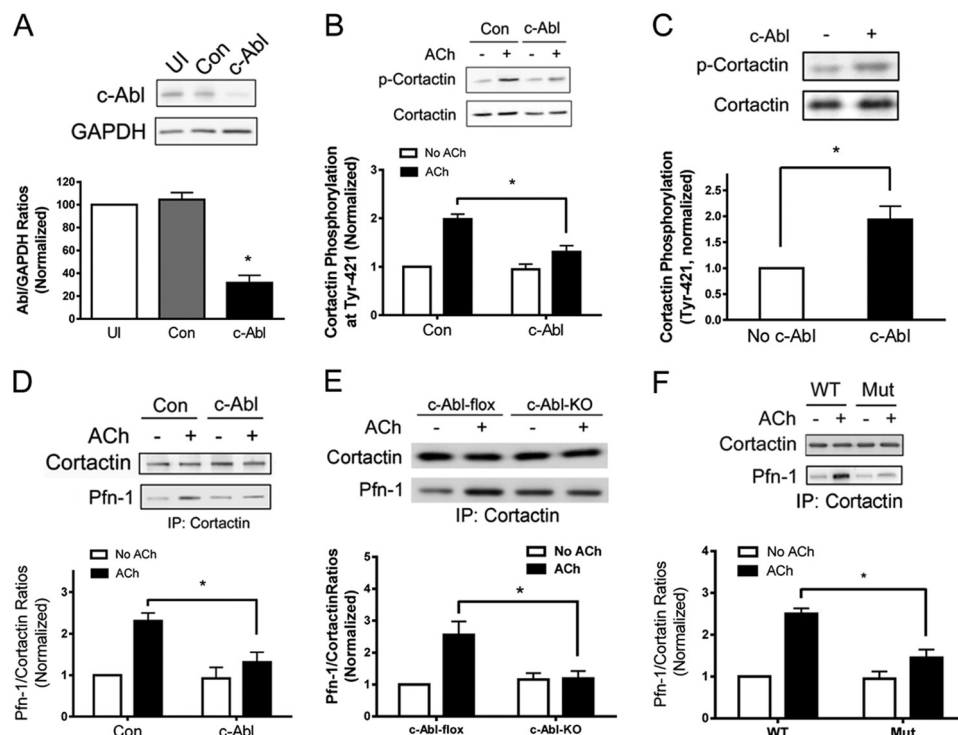 A
UI Con c-Abl
c-Abl
GAPDH
Abl/GAPDH Ratios
(Normalized)
120
100
80
60
40
20
0
*
UI Con c-Abl
B
Con c-Abl
ACh - + - +
p-Cortactin
Cortactin
No ACh
ACh
Cortactin Phosphorylation
at Tyr-421 (Normalized)
3
2
1
0
*
Con c-Abl
C
c-Abl - +
p-Cortactin
Cortactin
Cortactin Phosphorylation
(Tyr-421, normalized)
2.5
2.0
1.5
1.0
0.5
0.0
*
No c-Abl c-Abl
D
Con c-Abl
ACh - + - +
Cortactin
Pfn-1
IP: Cortactin
No ACh
ACh
Pfn-1/Cortactin Ratios
(Normalized)
3
2
1
0
*
Con c-Abl
E
c-Abl-flox c-Abl-KO
ACh - + - +
Cortactin
Pfn-1
IP: Cortactin
No ACh
ACh
Pfn-1/CortactinRatios
(Normalized)
5
4
3
2
1
0
*
c-Abl-flox c-Abl-KO
F
WT Mut
ACh - + - +
Cortactin
Pfn-1
IP: Cortactin
No ACh
ACh
Pfn-1/Cortatin Ratios
(Normalized)
4
3
2
1
0
*
WT Mut